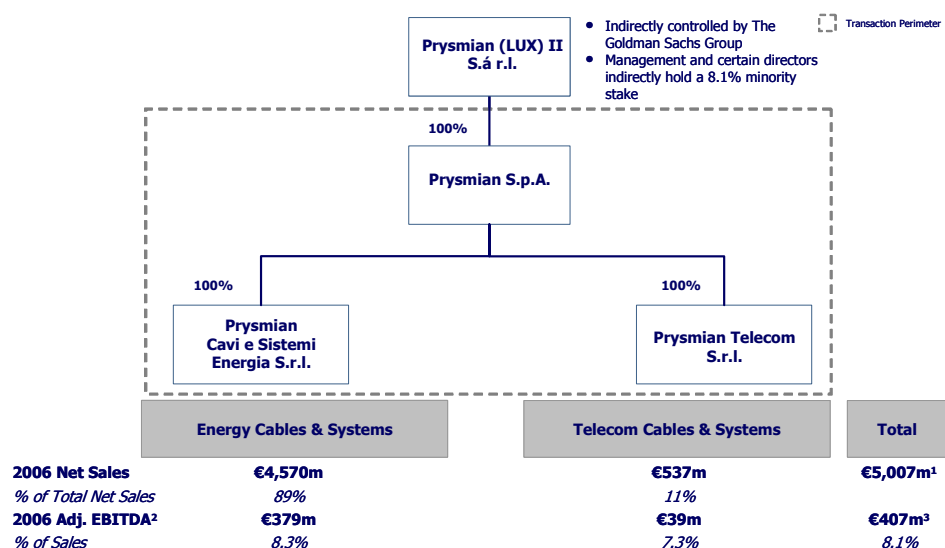 Prysmian (LUX) II
S.á r.l.
• Indirectly controlled by The
Goldman Sachs Group
• Management and certain directors
indirectly hold a 8.1% minority
stake
Transaction Perimeter
100%
Prysmian S.p.A.
100%
100%
Prysmian
Cavi e Sistemi
Energia S.r.l.
Prysmian Telecom
S.r.l.
Energy Cables & Systems Telecom Cables & Systems Total
2006 Net Sales €4,570m €537m €5,007m¹
% of Total Net Sales 89% 11%
2006 Adj. EBITDA² €379m €39m €407m³
% of Sales 8.3% 7.3% 8.1%